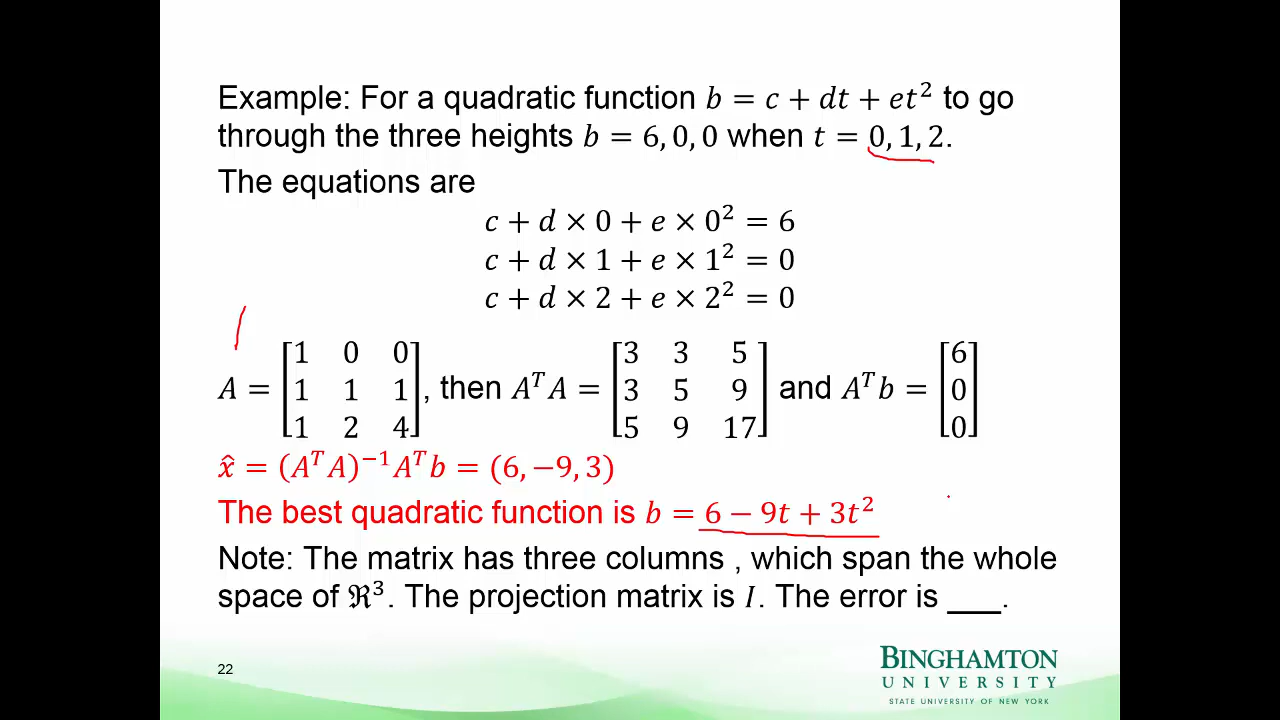 Example: For a quadratic function b = c + dt + et² to go
through the three heights b = 6, 0, 0 when t = 0, 1, 2.
The equations are
c + d × 0 + e × 0² = 6
c + d × 1 + e × 1² = 0
c + d × 2 + e × 2² = 0
A = [1 0 0; 1 1 1; 1 2 4], then AᵀA = [3 3 5; 3 5 9; 5 9 17] and Aᵀb = [6; 0; 0]
x̂ = (AᵀA)⁻¹Aᵀb = (6, −9, 3)
The best quadratic function is b = 6 − 9t + 3t²
Note: The matrix has three columns , which span the whole
space of ℜ³. The projection matrix is I. The error is ___.
22
BINGHAMTON
UNIVERSITY
STATE UNIVERSITY OF NEW YORK